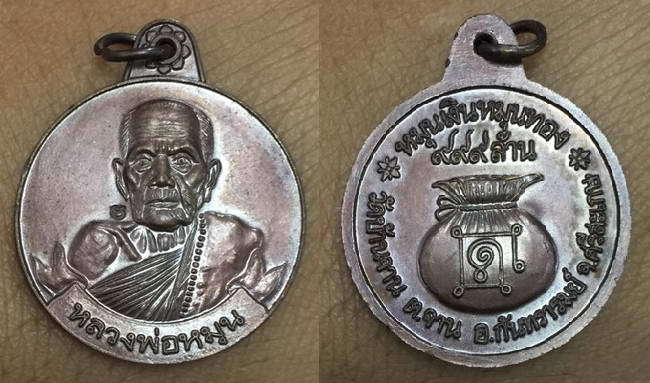 หลวงพ่อหมุน
หมุนเงินหมุนทอง
๙๙๙ล้าน
วัดบ้านจาน ต.จาน อ.กันทรารมย์ จ.ศรีสะเกษ